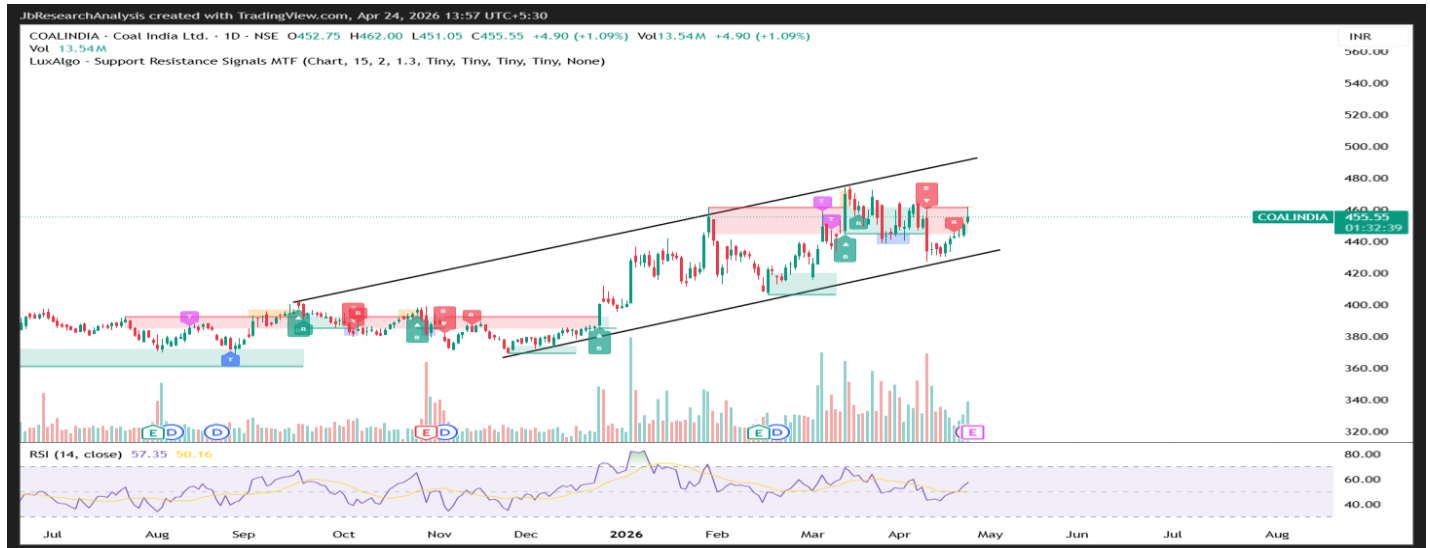 JbResearchAnalysis created with TradingView.com, Apr 24, 2026 13:57 UTC+5:30
COALINDIA · Coal India Ltd. · 1D · NSE O452.75 H462.00 L451.05 C455.55 +4.90 (+1.09%) Vol13.54M +4.90 (+1.09%)
INR
Vol 13.54M
LuxAlgo - Support Resistance Signals MTF (Chart, 15, 2, 1.3, Tiny, Tiny, Tiny, Tiny, None)
560.00
540.00
520.00
500.00
480.00
460.00
COALINDIA 455.55
01:32:39
440.00
420.00
400.00
380.00
360.00
340.00
320.00
T
T
T
T
R
R
E D D E D E D E
RSI (14, close) 57.35 50.16
80.00
60.00
40.00
Jul Aug Sep Oct Nov Dec 2026 Feb Mar Apr May Jun Jul Aug